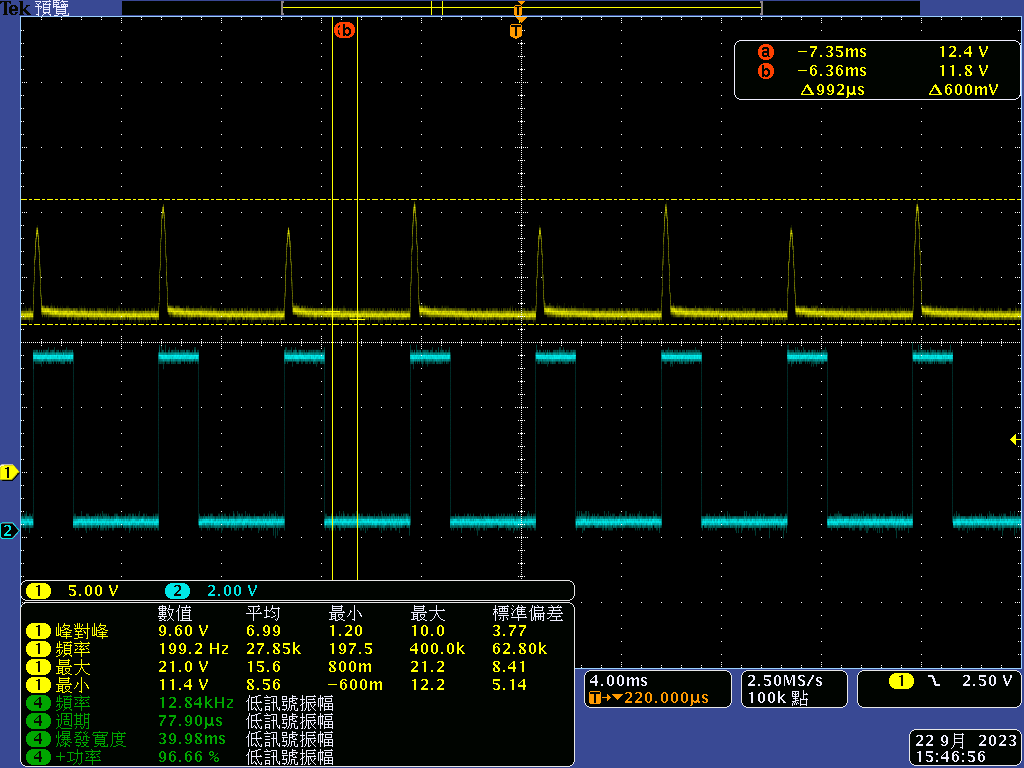 Tek 預覽
T
b
T
a −7.35ms 12.4 V
b −6.36ms 11.8 V
Δ992µs Δ600mV
1
2
1 5.00 V 2 2.00 V
數值 平均 最小 最大 標準偏差
1 峰對峰 9.60 V 6.99 1.20 10.0 3.77
1 頻率 199.2 Hz 27.85k 197.5 400.0k 62.80k
1 最大 21.0 V 15.6 800m 21.2 8.41
1 最小 11.4 V 8.56 −600m 12.2 5.14
4 頻率 12.84kHz 低訊號振幅
4 週期 77.90µs 低訊號振幅
4 爆發寬度 39.98ms 低訊號振幅
4 +功率 96.66 % 低訊號振幅
4.00ms
T→▼220.000µs
2.50MS/s
100k 點
1 2.50 V
22 9月 2023
15:46:56